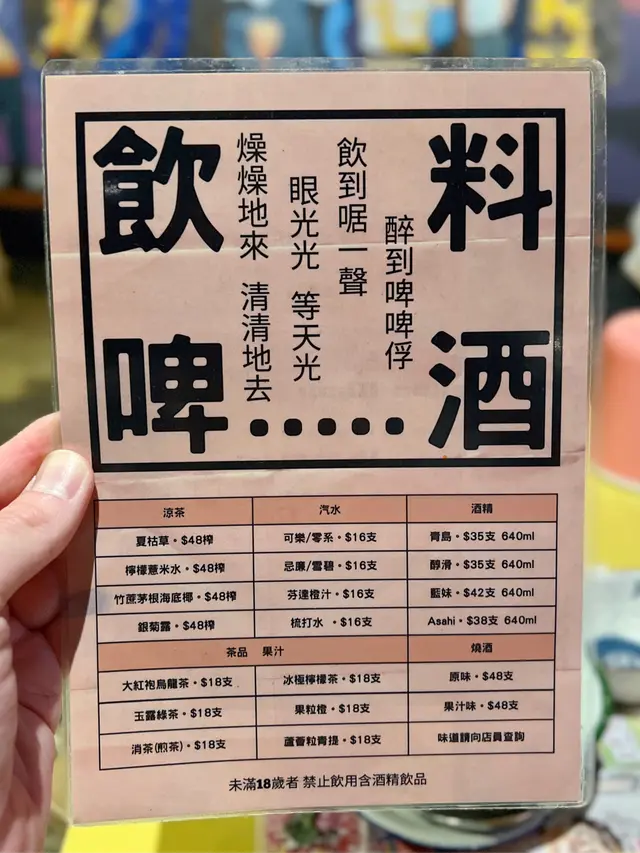 飲料
啤酒
.....
醉到啤啤俘
飲到啹一聲
眼光光 等天光
燥燥地來 清清地去
涼茶 汽水 酒精
夏枯草・$48榨 可樂/零系・$16支 青島・$35支 640ml
檸檬薏米水・$48榨 忌廉/雪碧・$16支 醇滑・$35支 640ml
竹蔗茅根海底椰・$48榨 芬達橙汁・$16支 藍妹・$42支 640ml
銀菊露・$48榨 梳打水・$16支 Asahi・$38支 640ml
茶品 果汁 燒酒
大紅袍烏龍茶・$18支 冰極檸檬茶・$18支 原味・$48支
玉露綠茶・$18支 果粒橙・$18支 果汁味・$48支
消茶(煎茶)・$18支 蘆薈粒青提・$18支 味道請向店員查詢
未滿18歲者 禁止飲用含酒精飲品